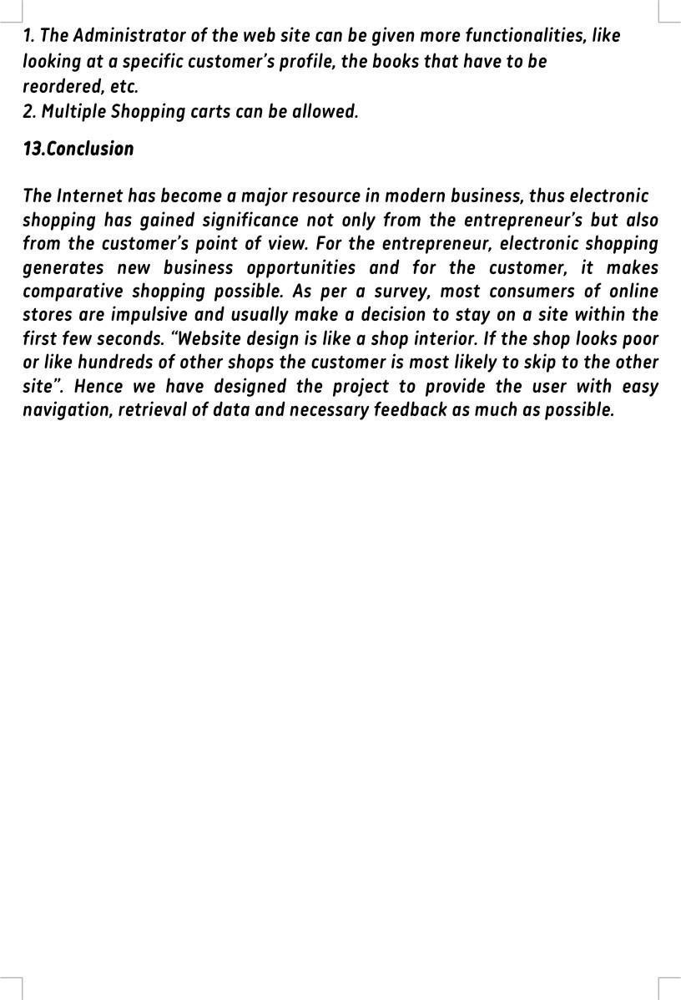 1. The Administrator of the web site can be given more functionalities, like
looking at a specific customer’s profile, the books that have to be
reordered, etc.
2. Multiple Shopping carts can be allowed.
13.Conclusion
The Internet has become a major resource in modern business, thus electronic
shopping has gained significance not only from the entrepreneur’s but also
from the customer’s point of view. For the entrepreneur, electronic shopping
generates new business opportunities and for the customer, it makes
comparative shopping possible. As per a survey, most consumers of online
stores are impulsive and usually make a decision to stay on a site within the
first few seconds. “Website design is like a shop interior. If the shop looks poor
or like hundreds of other shops the customer is most likely to skip to the other
site”. Hence we have designed the project to provide the user with easy
navigation, retrieval of data and necessary feedback as much as possible.